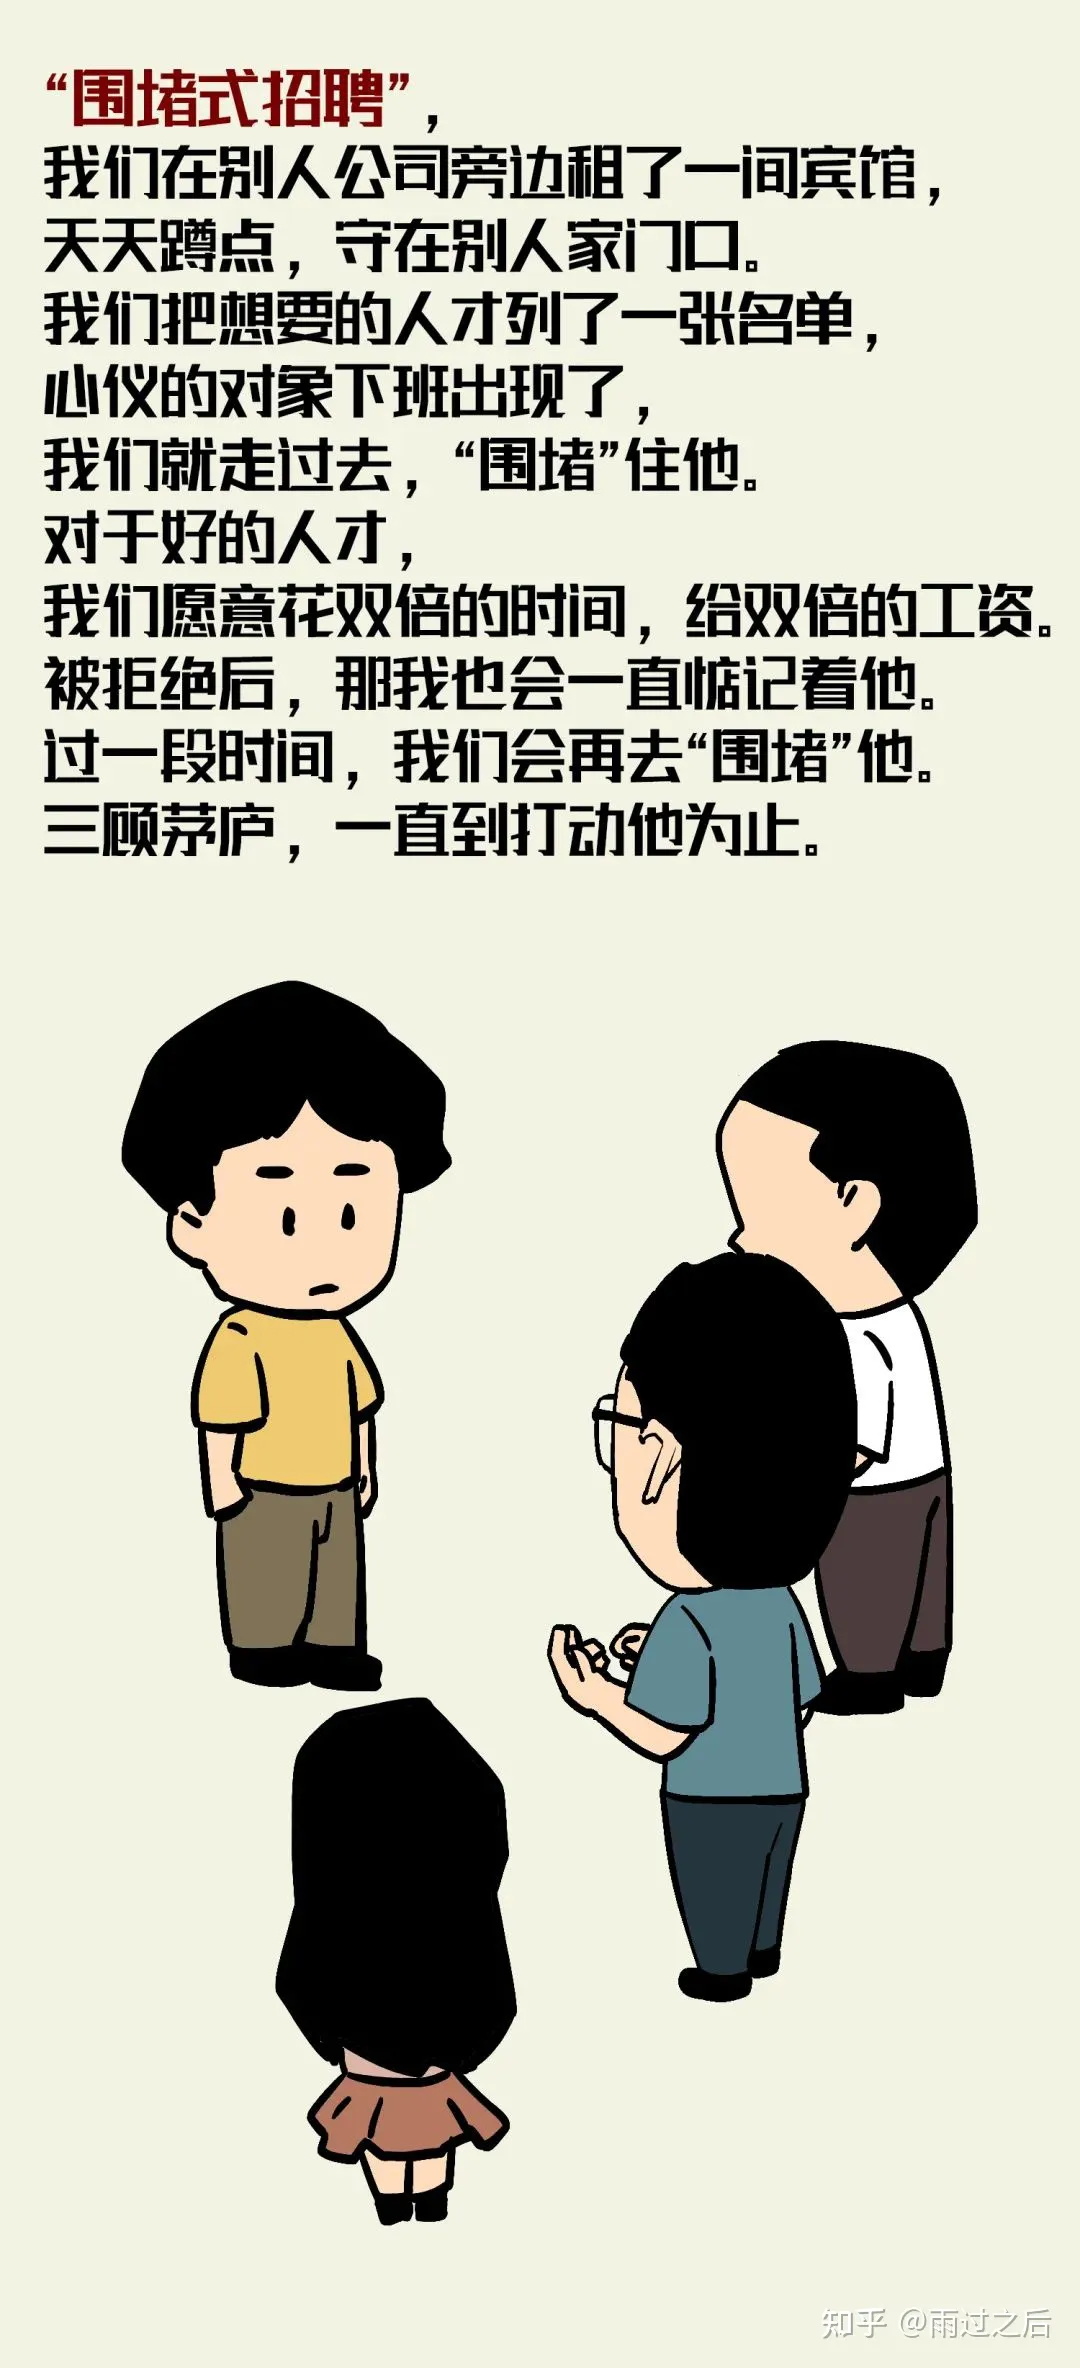 “围堵式招聘”，
我们在别人公司旁边租了一间宾馆，
天天蹲点，守在别人家门口。
我们把想要的人才列了一张名单，
心仪的对象下班出现了，
我们就走过去，“围堵”住他。
对于好的人才，
我们愿意花双倍的时间，给双倍的工资。
被拒绝后，那我也会一直惦记着他。
过一段时间，我们会再去“围堵”他。
三顾茅庐，一直到打动他为止。
知乎 @雨过之后